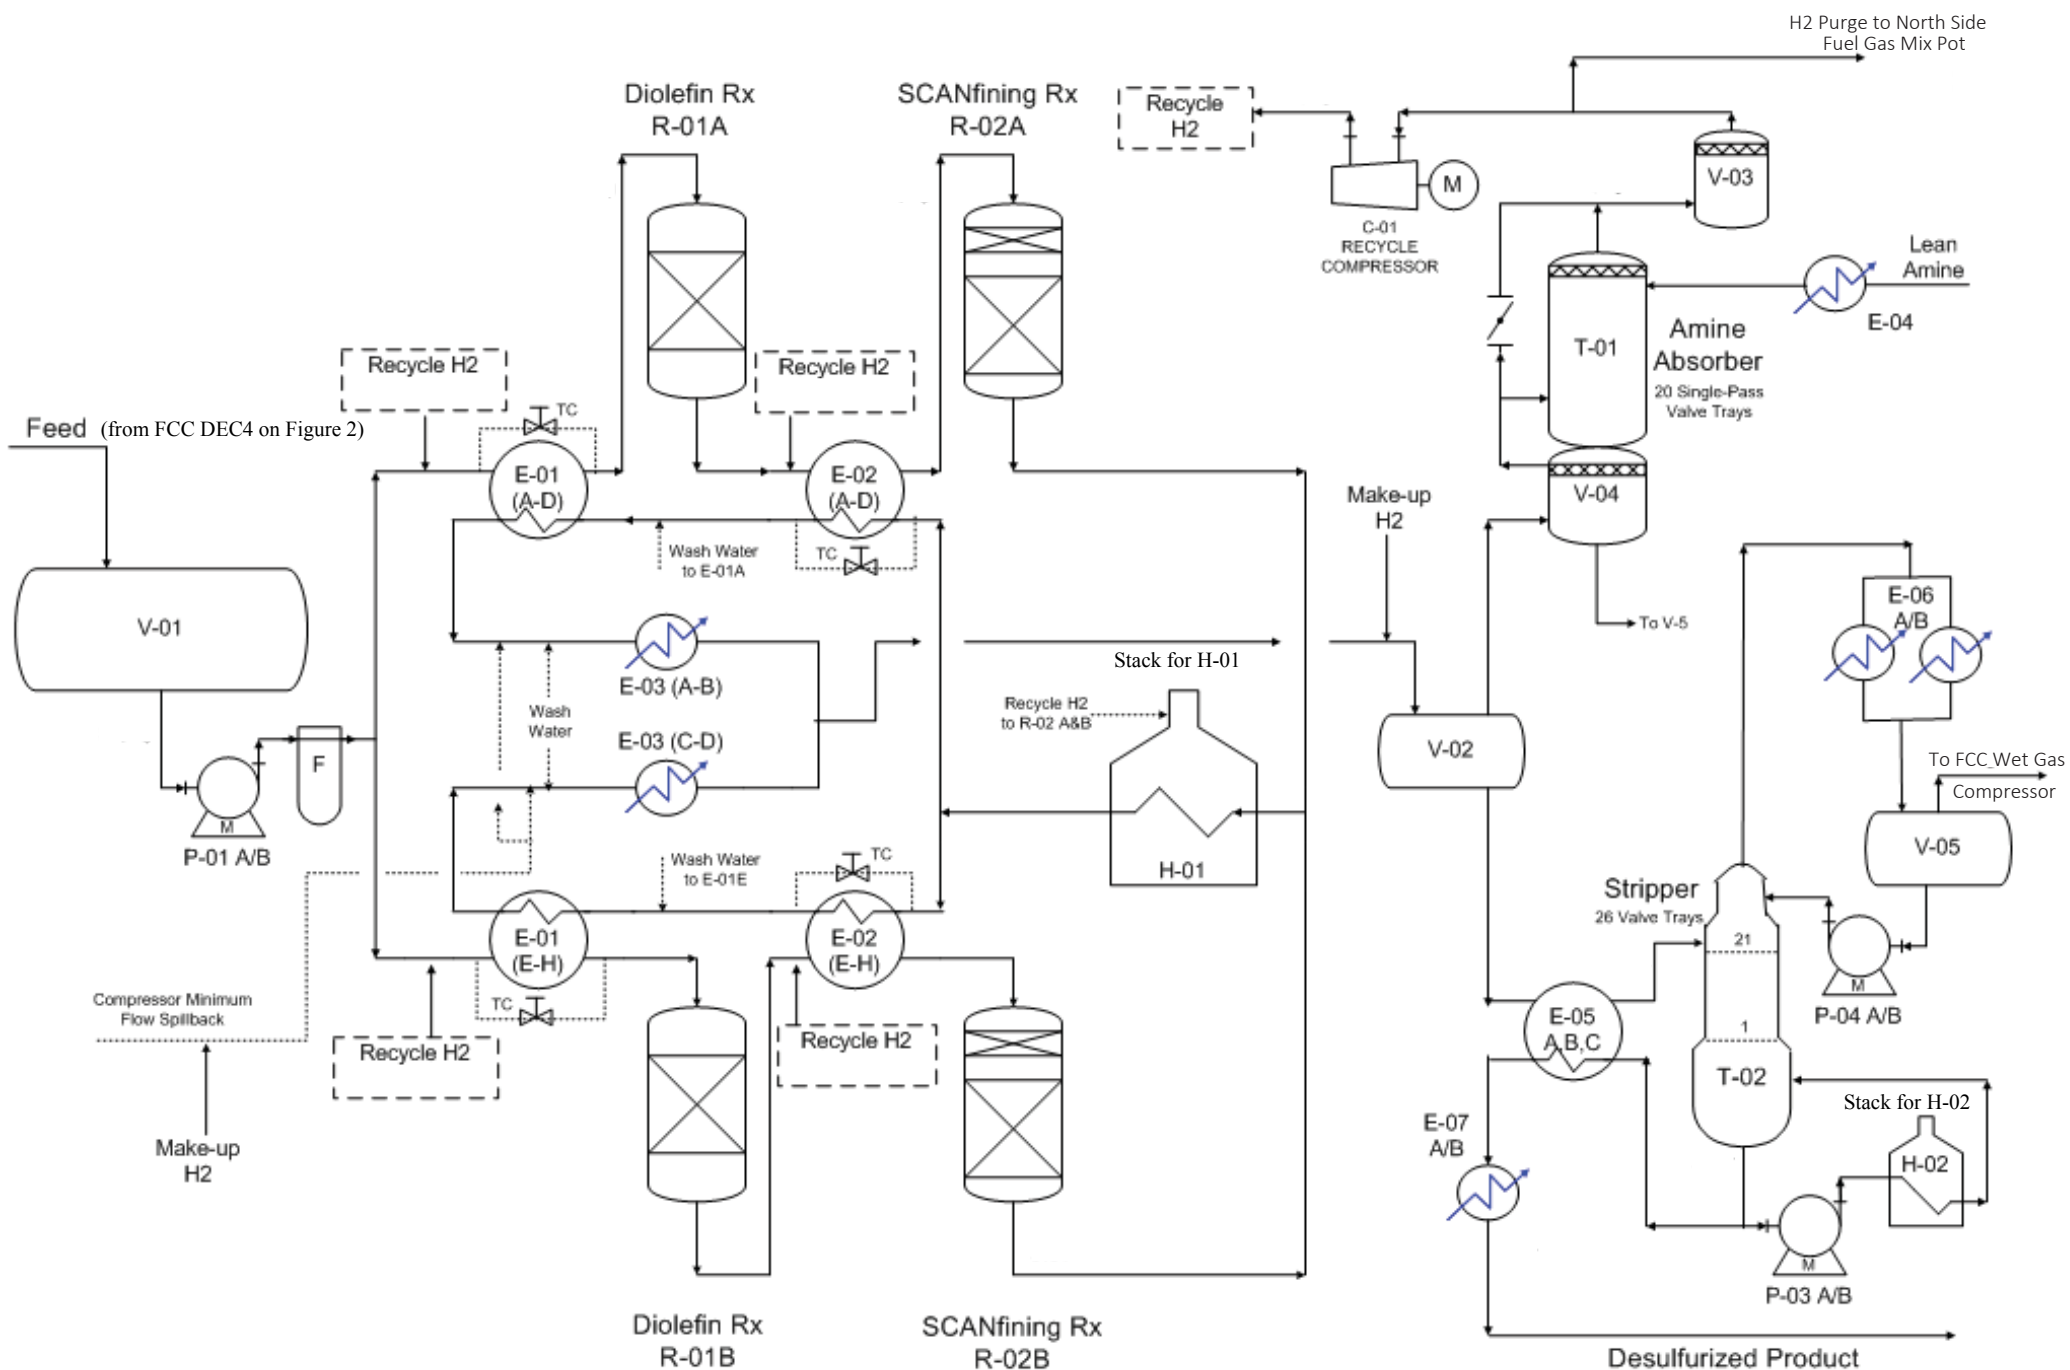 H2 Purge to North Side
Fuel Gas Mix Pot
Diolefin Rx
R-01A
SCANfining Rx
R-02A
Recycle
H2
V-03
M
C-01
RECYCLE
COMPRESSOR
Lean
Amine
E-04
T-01
Amine
Absorber
20 Single-Pass
Valve Trays
Recycle H2
Recycle H2
Feed (from FCC DEC4 on Figure 2)
TC
E-01
(A-D)
E-02
(A-D)
V-04
Make-up
H2
Wash Water
to E-01A
TC
To V-5
E-06
A/B
V-01
E-03 (A-B)
Stack for H-01
Wash
Water
Recycle H2
to R-02 A&B
E-03 (C-D)
V-02
F
M
P-01 A/B
To FCC Wet Gas
Compressor
V-05
H-01
Wash Water
to E-01E
TC
Stripper
26 Valve Trays
21
E-01
(E-H)
E-02
(E-H)
TC
M
P-04 A/B
Compressor Minimum
Flow Spillback
E-05
A,B,C
1
T-02
Recycle H2
Recycle H2
Stack for H-02
E-07
A/B
Make-up
H2
H-02
M
P-03 A/B
Diolefin Rx
R-01B
SCANfining Rx
R-02B
Desulfurized Product